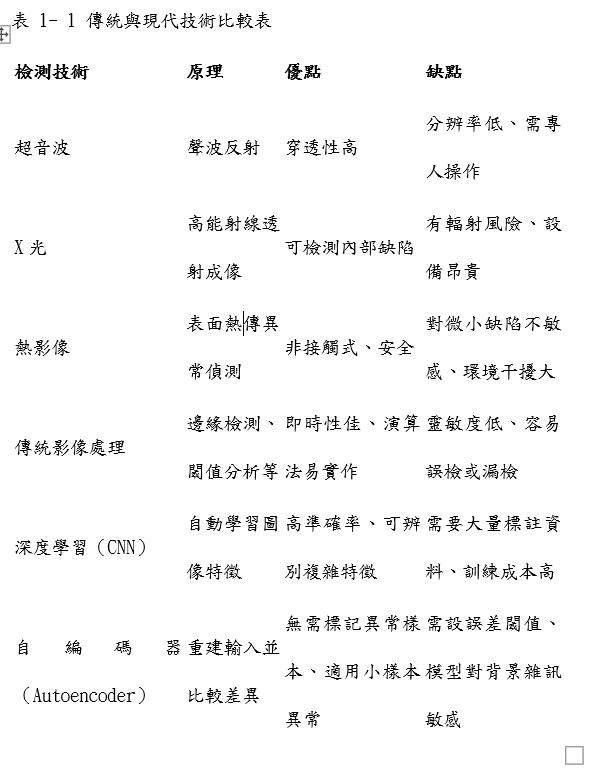 表 1- 1 傳統與現代技術比較表
檢測技術 原理 優點 缺點
超音波 聲波反射 穿透性高 分辨率低、需專
人操作
X 光 高能射線透
射成像 可檢測內部缺陷 有輻射風險、設
備昂貴
熱影像 表面熱傳異
常偵測 非接觸式、安全 對微小缺陷不敏
感、環境干擾大
傳統影像處理 邊緣檢測、
閾值分析等 即時性佳、演算
法易實作 靈敏度低、容易
誤檢或漏檢
深度學習（CNN） 自動學習圖
像特徵 高準確率、可辨
別複雜特徵 需要大量標註資
料、訓練成本高
自編碼器
（Autoencoder） 重建輸入並
比較差異 無需標記異常樣
本、適用小樣本
異常 需設誤差閾值、
模型對背景雜訊
敏感